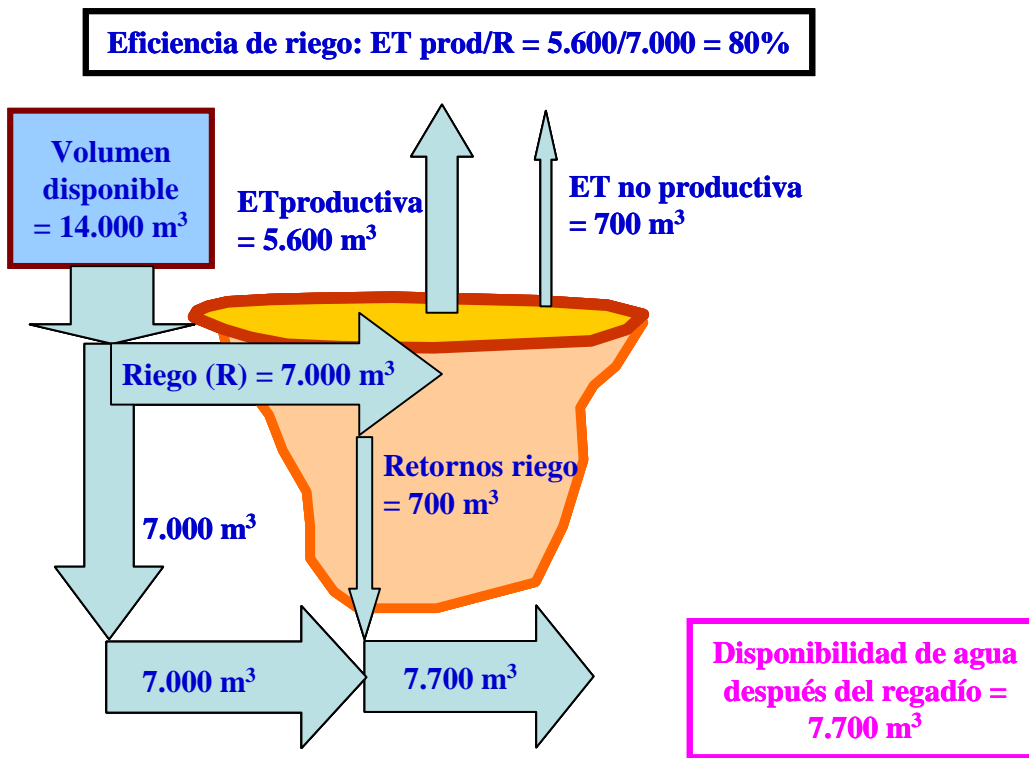 Eficiencia de riego: ET prod/R = 5.600/7.000 = 80%
Volumen
disponible
= 14.000 m³
ETproductiva
= 5.600 m³
ET no productiva
= 700 m³
Riego (R) = 7.000 m³
Retornos riego
= 700 m³
7.000 m³
7.000 m³
7.700 m³
Disponibilidad de agua
después del regadío =
7.700 m³